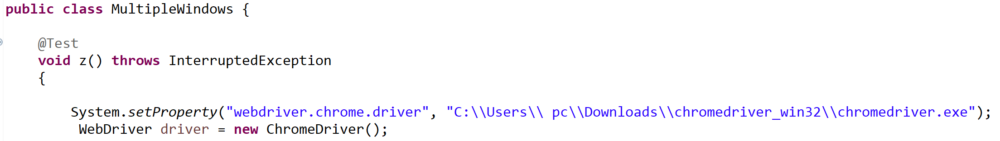 public class MultipleWindows {
@Test
void z() throws InterruptedException
{
System.setProperty("webdriver.chrome.driver", "C:\\Users\\ pc\\Downloads\\chromedriver_win32\\chromedriver.exe");
WebDriver driver = new ChromeDriver();